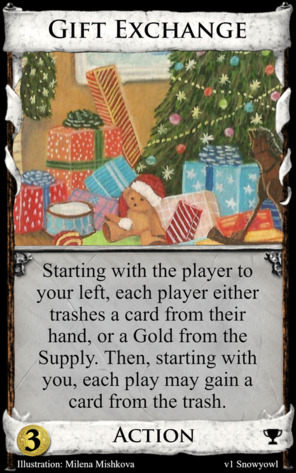 GIFT EXCHANGE
Starting with the player to
your left, each player either
trashes a card from their
hand, or a Gold from the
Supply. Then, starting with
you, each play may gain a
card from the trash.
3
ACTION
Illustration: Milena Mishkova
v1 Snowyowl